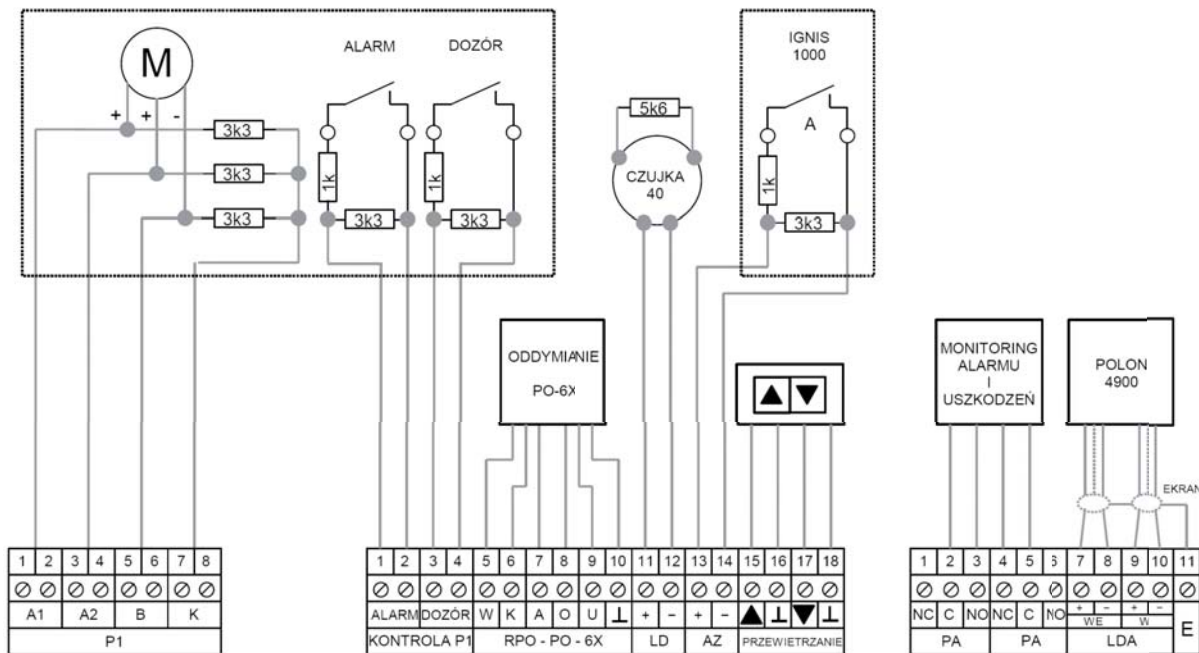 M
+ + -
3k3
3k3
3k3
ALARM DOZÓR
1k
3k3
1k
3k3
5k6
CZUJKA
40
IGNIS
1000
A
1k
3k3
ODDYMIANIE
PO-6X
MONITORING
ALARMU
I
USZKODZEŃ
POLON
4900
EKRAN
1 2 3 4 5 6 7 8
A1 A2 B K
P1
1 2 3 4 5 6 7 8 9 10 11 12 13 14 15 16 17 18
ALARM DOZÓR W K A O U ⊥ + - + - ▲ ⊥ ▼ ⊥
KONTROLA P1 RPO - PO - 6X LD AZ PRZEWIETRZANIE
1 2 3 4 5 6 7 8 9 10 11
NC C NO NC C NO + - + -
WE W E
PA PA LDA